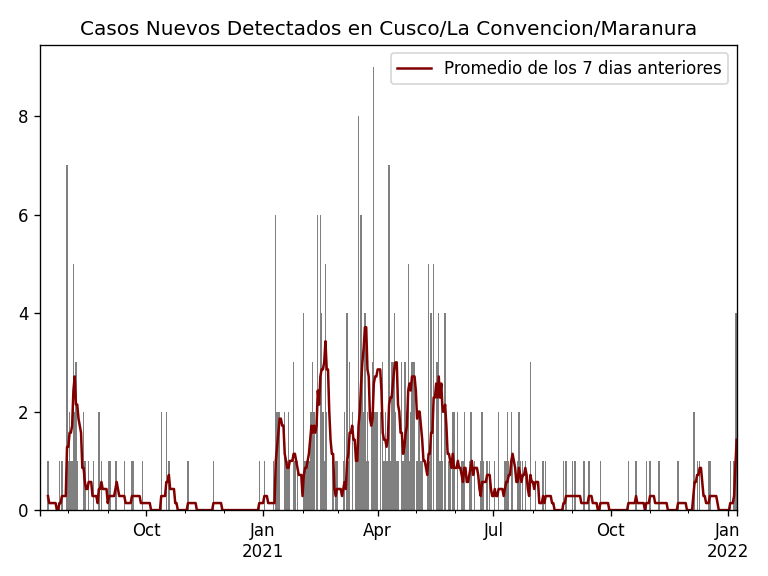 Casos Nuevos Detectados en Cusco/La Convencion/Maranura
Promedio de los 7 dias anteriores
8
6
4
2
0
Oct Jan Apr Jul Oct Jan
2021 2022